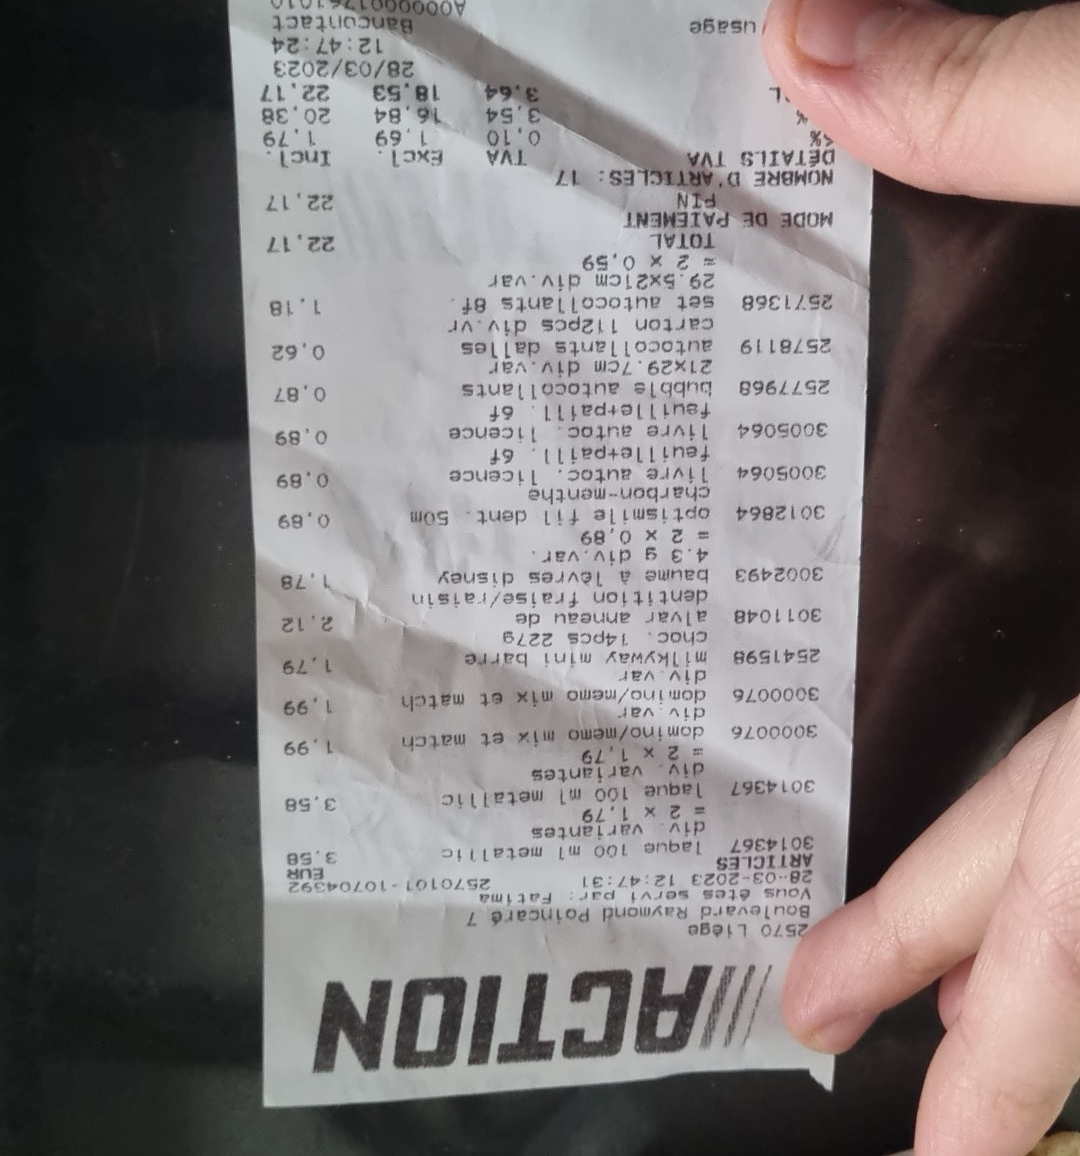 ACTION
2570 Liège
Boulevard Raymond Poincaré 7
Vous êtes servi par: Fatima
28-03-2023 12:47:31 2570101-10704392
ARTICLES EUR
3014367 laque 100 ml metallic 3,58
div. variantes
= 2 x 1,79
3014367 laque 100 ml metallic 3,58
div. variantes
= 2 x 1,79
3000076 domino/memo mix et match 1,99
div.var
3000076 domino/memo mix et match 1,99
div.var
2541598 milkyway mini barre 1,79
choc. 14pcs 227g
3011048 alvar anneau de 2,12
dentition fraise/raisin
3002493 baume à lèvres disney 1,78
4.3 g div.var.
= 2 x 0,89
3012864 optismile fil dent. 50m 0,89
charbon-menthe
3005064 livre autoc. licence 0,89
feuille+paill. 6f
3005064 livre autoc. licence 0,89
feuille+paill. 6f
2577968 bubble autocollants 0,87
21x29.7cm div.var
2578119 autocollants dalles 0,62
carton 112pcs div.vr
2571368 set autocollants 8f. 1,18
29.5x21cm div.var
= 2 x 0,59
TOTAL 22,17
MODE DE PAIEMENT
PIN 22,17
NOMBRE D'ARTICLES: 17
DÉTAILS TVA TVA Excl. Incl.
6% 0,10 1,69 1,79
% 3,54 16,84 20,38
3,64 18,53 22,17
28/03/2023
12:47:24
usage Bancontact